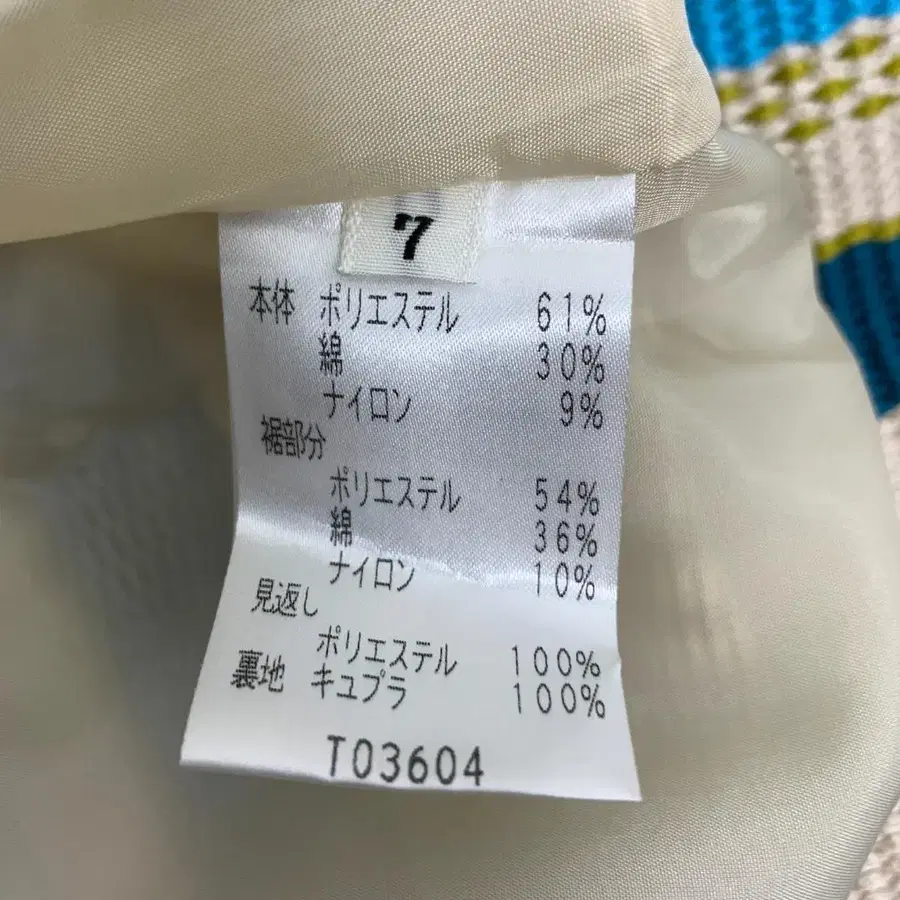 7
本体 ポリエステル 61%
綿 30%
ナイロン 9%
裾部分
ポリエステル 54%
綿 36%
ナイロン 10%
見返し
ポリエステル 100%
裏地 キュプラ 100%
T03604